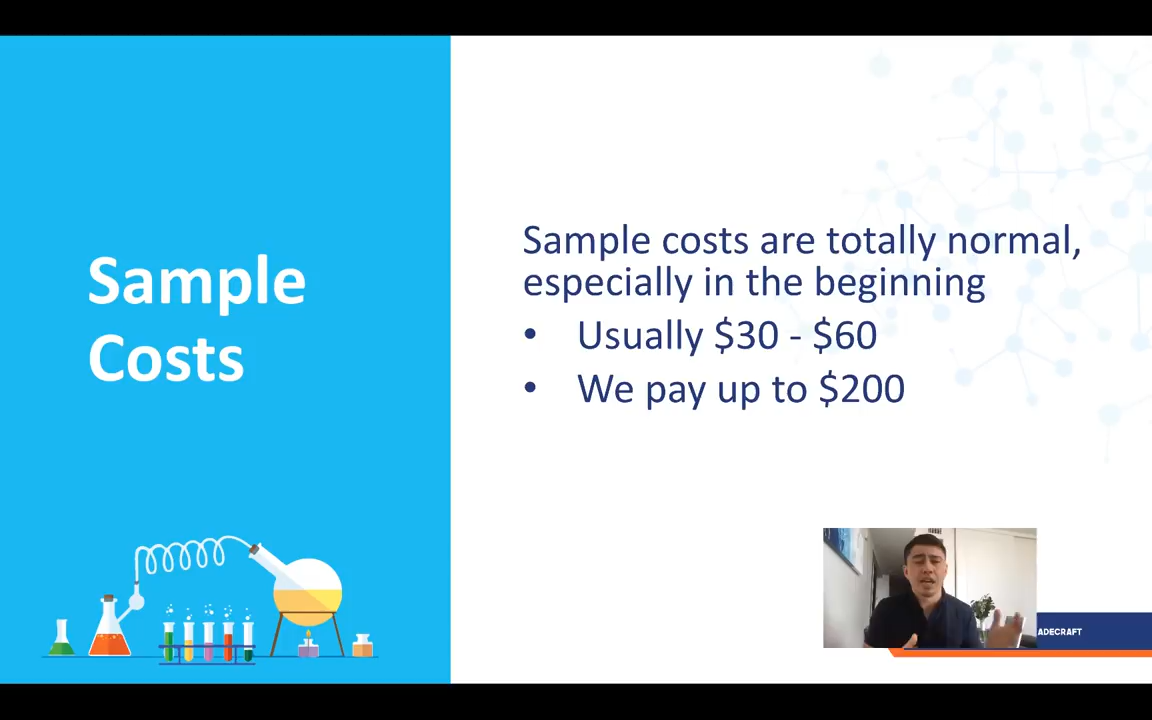 Sample
Costs
Sample costs are totally normal,
especially in the beginning
• Usually $30 - $60
• We pay up to $200
ADECRAFT